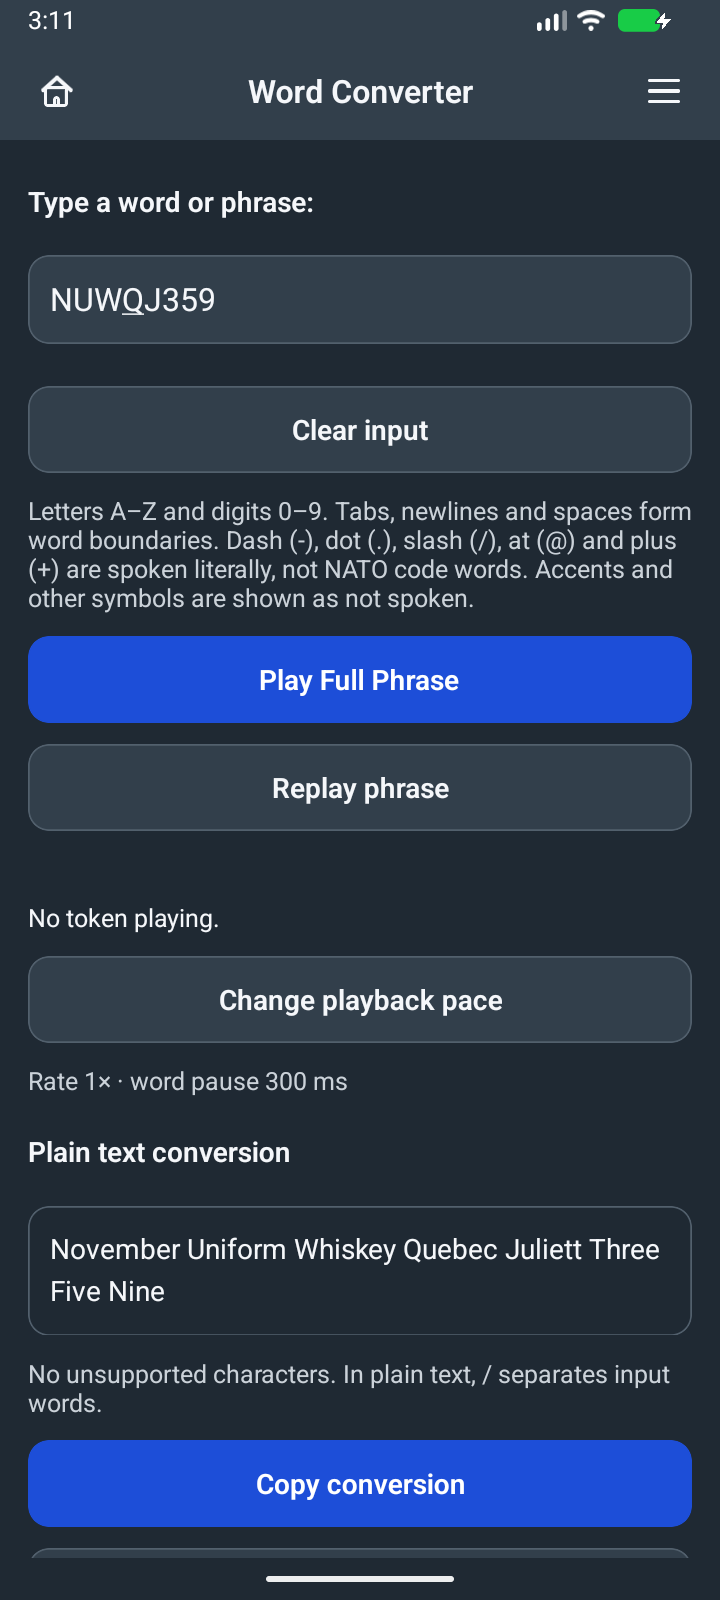 3:11
Word Converter
Type a word or phrase:
NUWQJ359
Clear input
Letters A–Z and digits 0–9. Tabs, newlines and spaces form
word boundaries. Dash (-), dot (.), slash (/), at (@) and plus
(+) are spoken literally, not NATO code words. Accents and
other symbols are shown as not spoken.
Play Full Phrase
Replay phrase
No token playing.
Change playback pace
Rate 1× · word pause 300 ms
Plain text conversion
November Uniform Whiskey Quebec Juliett Three
Five Nine
No unsupported characters. In plain text, / separates input
words.
Copy conversion